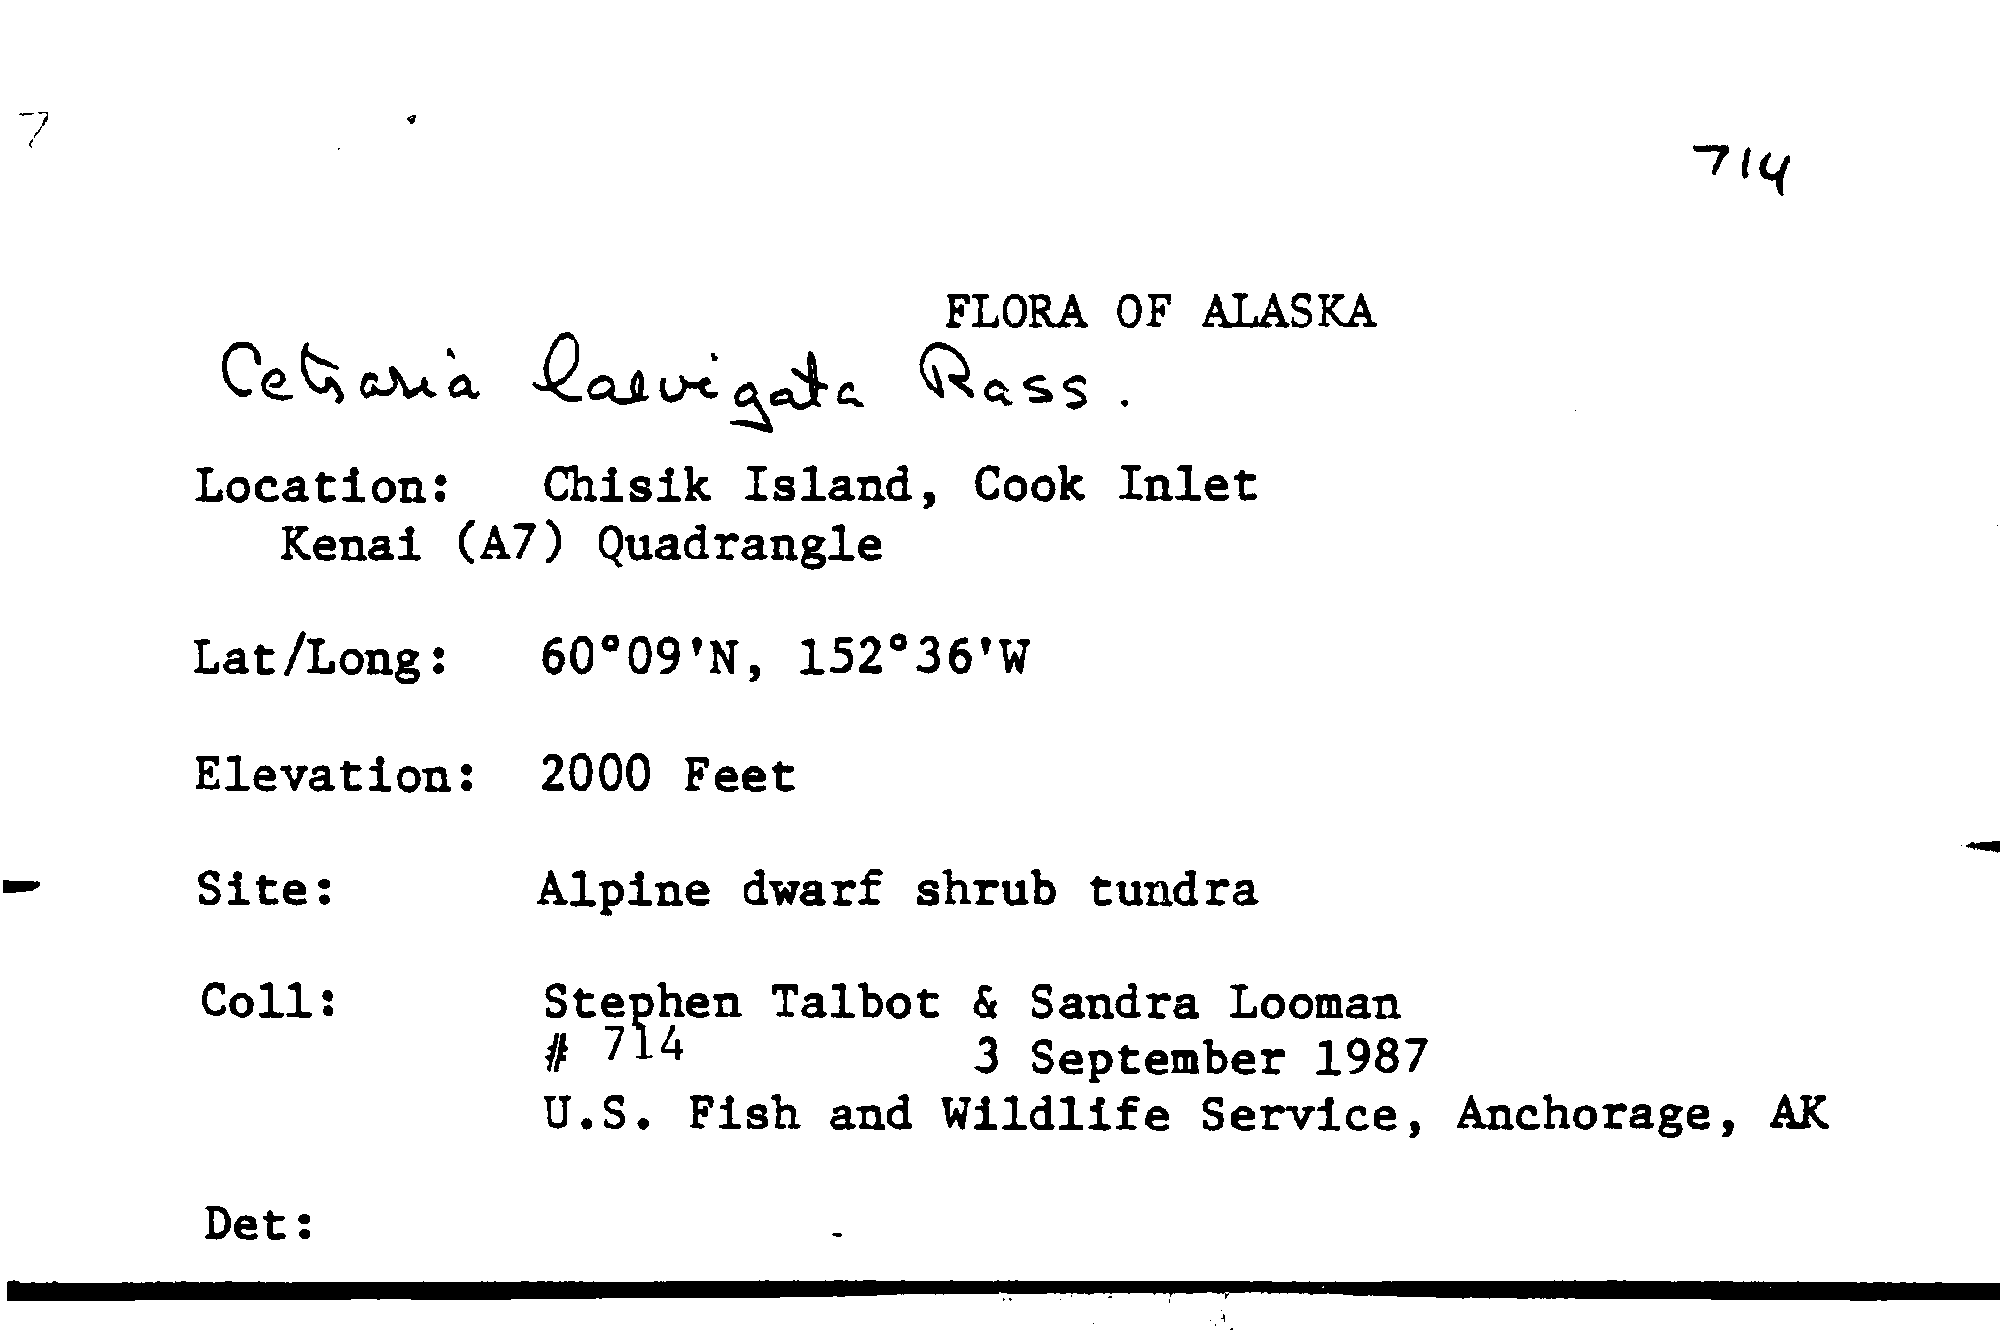 7
714
FLORA OF ALASKA
Cetraria laevigata Rass.
Location: Chisik Island, Cook Inlet
Kenai (A7) Quadrangle
Lat/Long: 60°09'N, 152°36'W
Elevation: 2000 Feet
Site: Alpine dwarf shrub tundra
Coll: Stephen Talbot & Sandra Looman
# 714 3 September 1987
U.S. Fish and Wildlife Service, Anchorage, AK
Det: